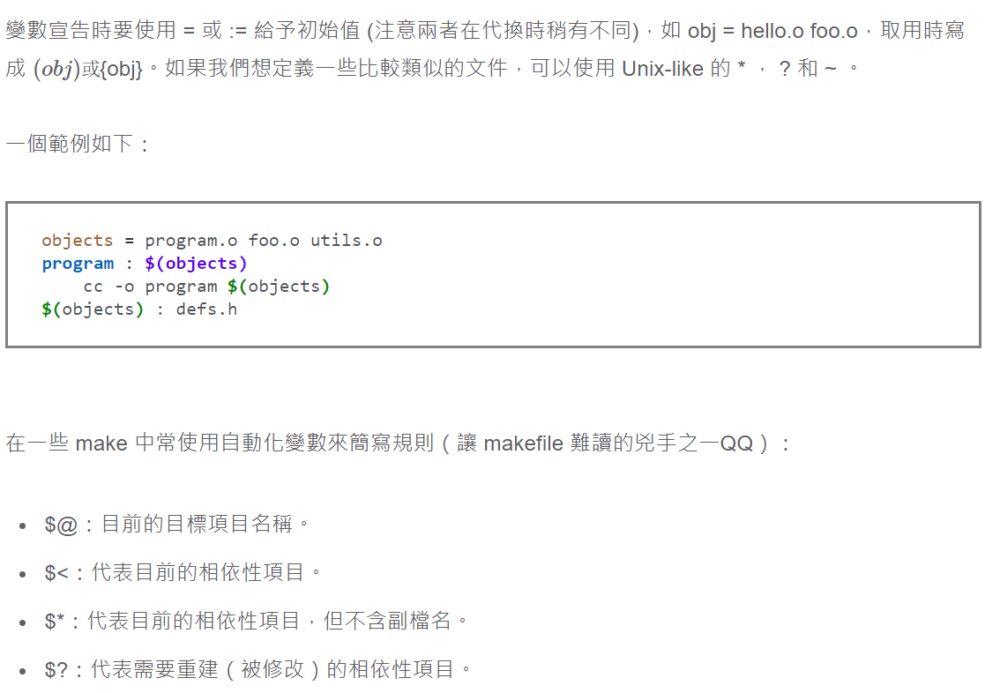 變數宣告時要使用 = 或 := 給予初始值 (注意兩者在代換時稍有不同)，如 obj = hello.o foo.o，取用時寫
成 (obj)或{obj}。如果我們想定義一些比較類似的文件，可以使用 Unix-like 的 * ， ? 和 ~ 。
一個範例如下：
objects = program.o foo.o utils.o
program : $(objects)
    cc -o program $(objects)
$(objects) : defs.h
在一些 make 中常使用自動化變數來簡寫規則（讓 makefile 難讀的兇手之一QQ）：
• $@：目前的目標項目名稱。
• $<：代表目前的相依性項目。
• $*：代表目前的相依性項目，但不含副檔名。
• $?：代表需要重建（被修改）的相依性項目。